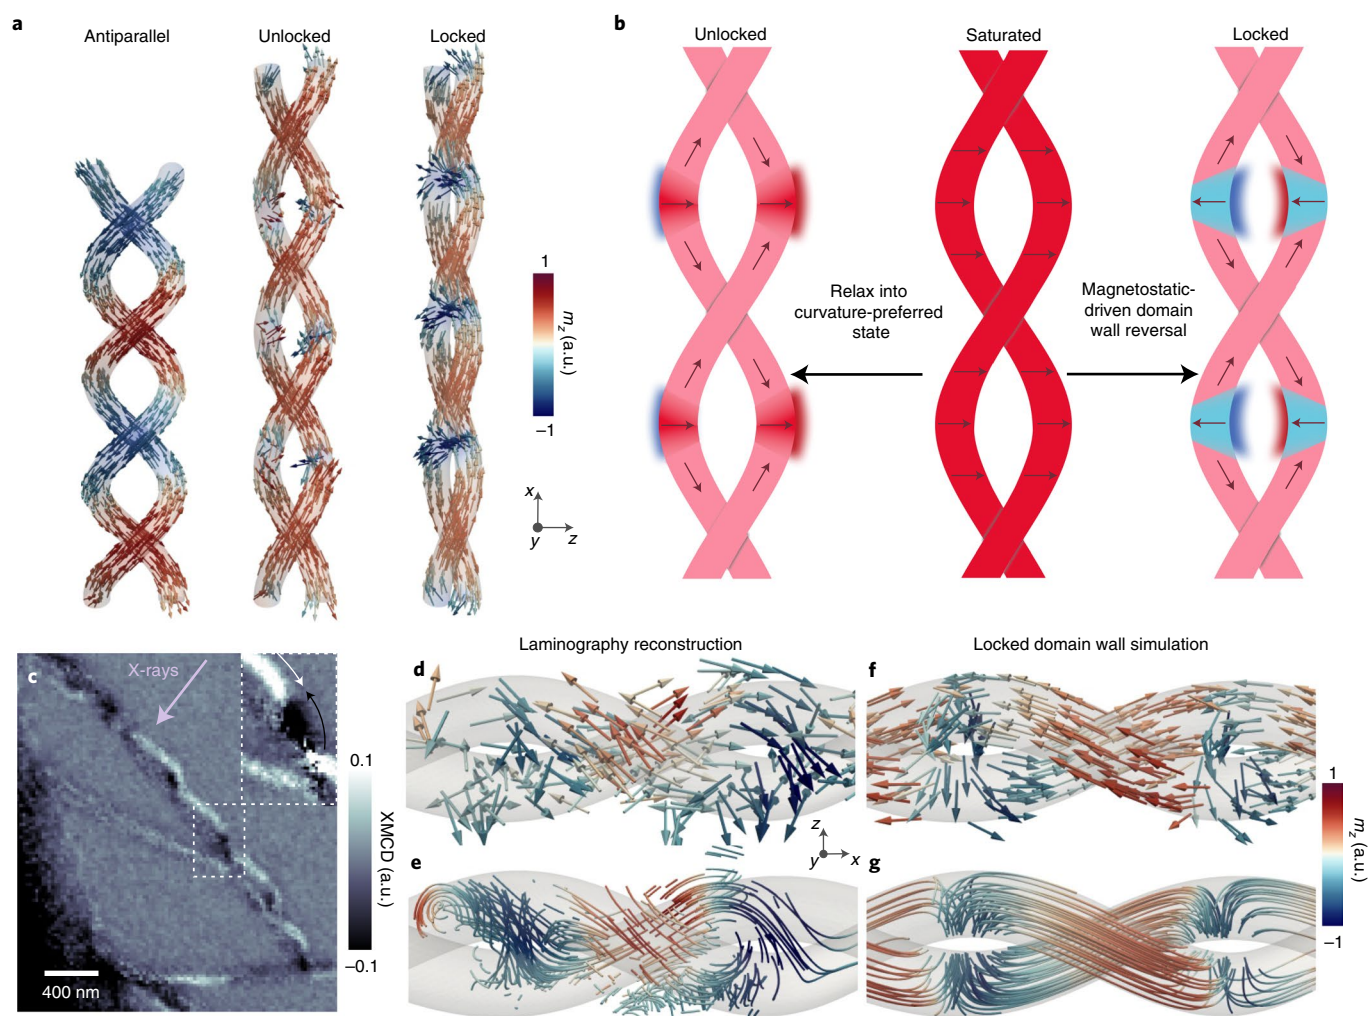 a
Antiparallel
Unlocked
Locked
1
m_z (a.u.)
−1
x
y
z
b
Unlocked
Saturated
Locked
Relax into
curvature-preferred
state
Magnetostatic-
driven domain
wall reversal
c
X-rays
0.1
XMCD (a.u.)
−0.1
400 nm
Laminography reconstruction
Locked domain wall simulation
d
f
z
y
x
e
g
1
m_z (a.u.)
−1